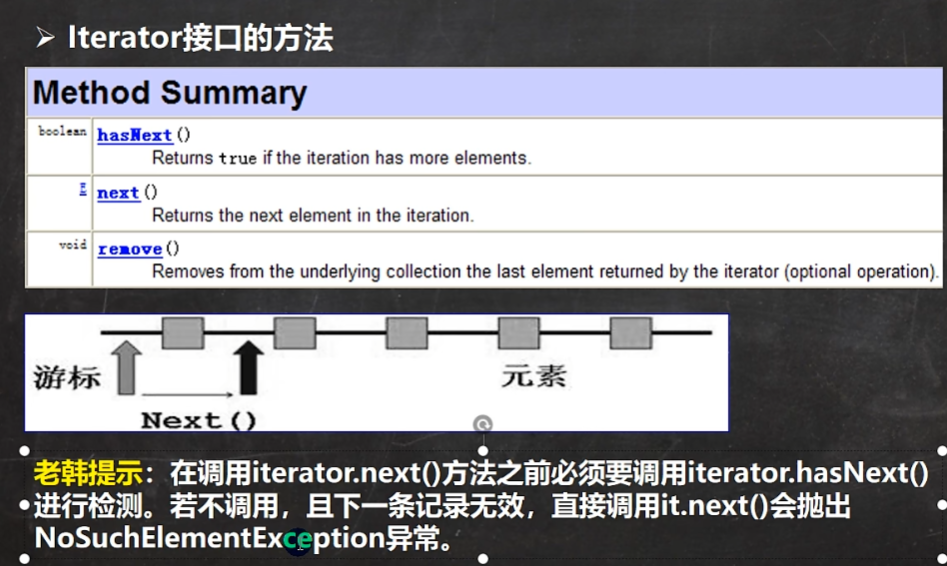 ➢ Iterator接口的方法
Method Summary
boolean hasNext()
Returns true if the iteration has more elements.
E next()
Returns the next element in the iteration.
void remove()
Removes from the underlying collection the last element returned by the iterator (optional operation).
游标
元素
Next()
老韩提示：在调用iterator.next()方法之前必须要调用iterator.hasNext()
进行检测。若不调用，且下一条记录无效，直接调用it.next()会抛出
NoSuchElementException异常。